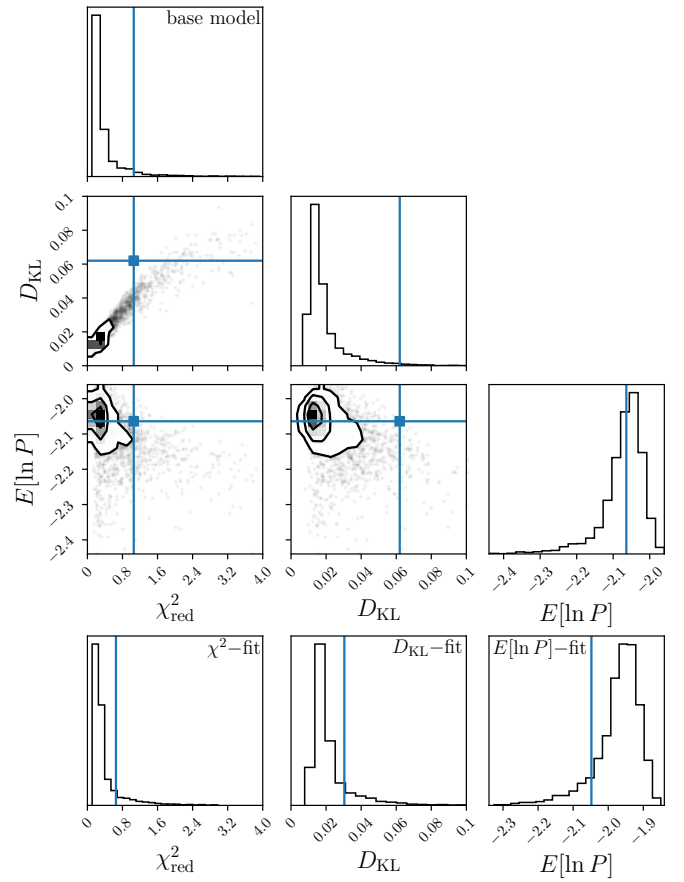 base model
0.1
0.08
0.06
0.04
0.02
0
D_KL
−2.0
−2.1
−2.2
−2.3
−2.4
E[ln P]
0 0.8 1.6 2.4 3.2 4.0
χ²_red
0 0.02 0.04 0.06 0.08 0.1
D_KL
−2.4 −2.3 −2.2 −2.1 −2.0
E[ln P]
χ²−fit
D_KL−fit
E[ln P]−fit
0 0.8 1.6 2.4 3.2 4.0
χ²_red
0 0.02 0.04 0.06 0.08 0.1
D_KL
−2.3 −2.2 −2.1 −2.0 −1.9
E[ln P]